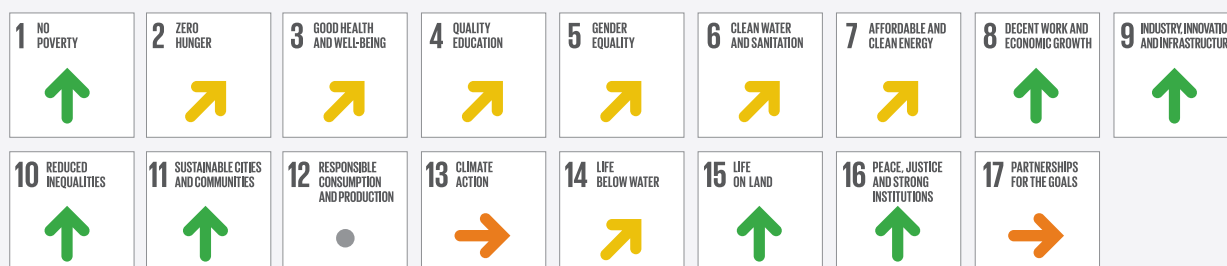 1 NO
POVERTY
2 ZERO
HUNGER
3 GOOD HEALTH
AND WELL-BEING
4 QUALITY
EDUCATION
5 GENDER
EQUALITY
6 CLEAN WATER
AND SANITATION
7 AFFORDABLE AND
CLEAN ENERGY
8 DECENT WORK AND
ECONOMIC GROWTH
9 INDUSTRY, INNOVATIO
AND INFRASTRUCTUR
10 REDUCED
INEQUALITIES
11 SUSTAINABLE CITIES
AND COMMUNITIES
12 RESPONSIBLE
CONSUMPTION
AND PRODUCTION
13 CLIMATE
ACTION
14 LIFE
BELOW WATER
15 LIFE
ON LAND
16 PEACE, JUSTICE
AND STRONG
INSTITUTIONS
17 PARTNERSHIPS
FOR THE GOALS